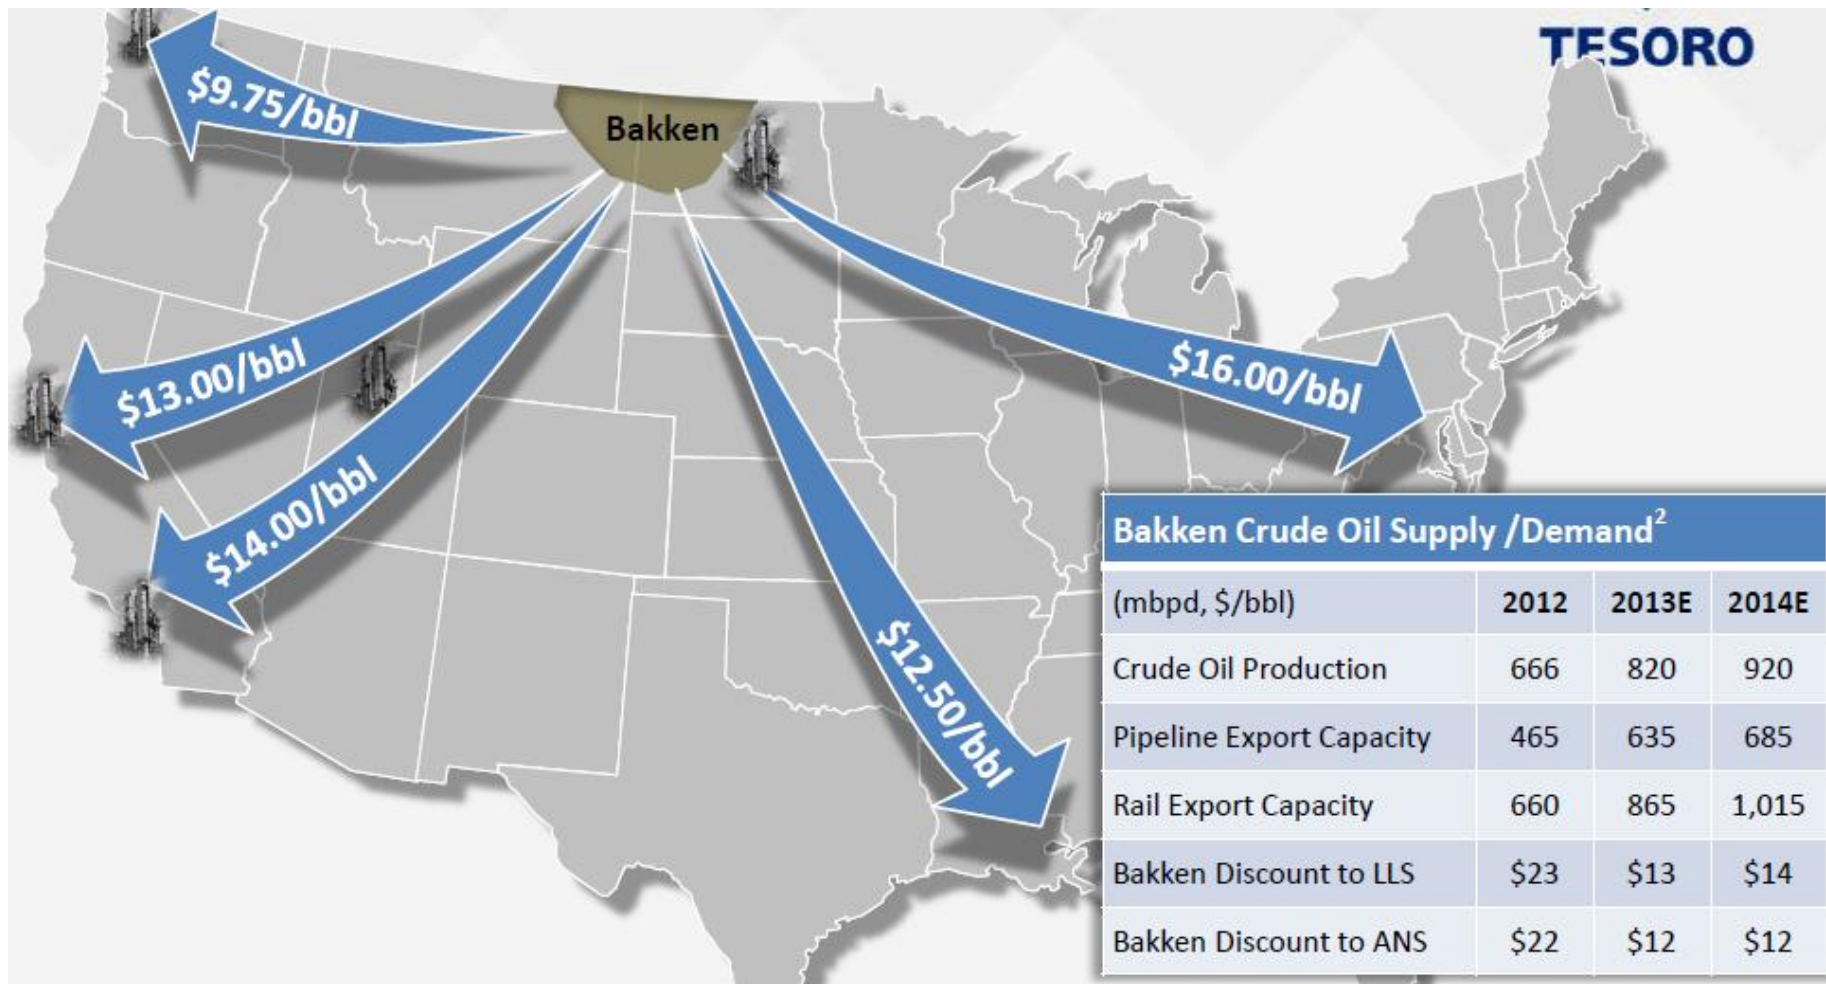 TESORO
$9.75/bbl
Bakken
$13.00/bbl
$16.00/bbl
$14.00/bbl
$12.50/bbl
Bakken Crude Oil Supply /Demand2
(mbpd, $/bbl) 2012 2013E 2014E
Crude Oil Production 666 820 920
Pipeline Export Capacity 465 635 685
Rail Export Capacity 660 865 1,015
Bakken Discount to LLS $23 $13 $14
Bakken Discount to ANS $22 $12 $12